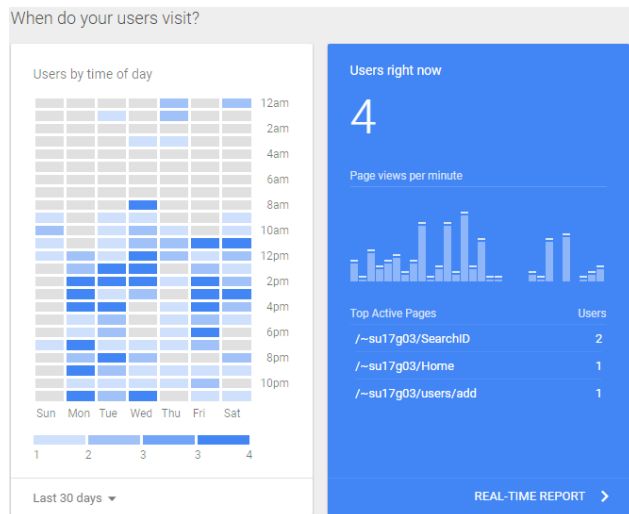 When do your users visit?
Users by time of day
12am
2am
4am
6am
8am
10am
12pm
2pm
4pm
6pm
8pm
10pm
Sun Mon Tue Wed Thu Fri Sat
1 2 3 3 4
Last 30 days
Users right now
4
Page views per minute
Top Active Pages Users
/~su17g03/SearchID 2
/~su17g03/Home 1
/~su17g03/users/add 1
REAL-TIME REPORT